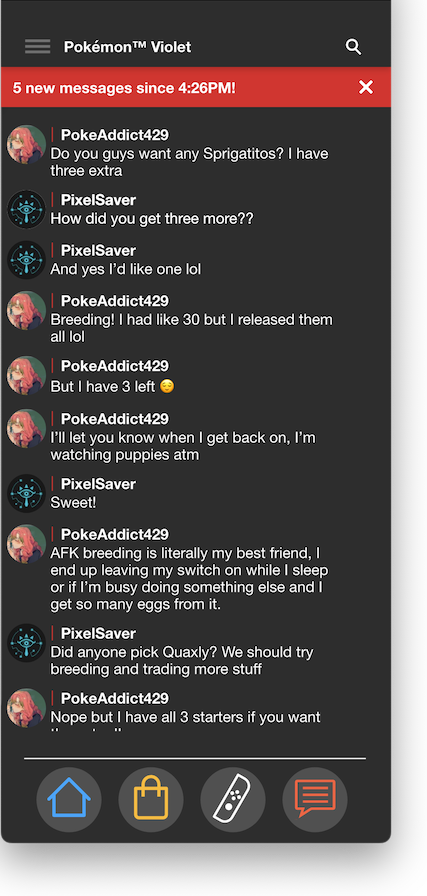 Pokémon™ Violet
5 new messages since 4:26PM!
PokeAddict429
Do you guys want any Sprigatitos? I have
three extra
PixelSaver
How did you get three more??
PixelSaver
And yes I’d like one lol
PokeAddict429
Breeding! I had like 30 but I released them
all lol
PokeAddict429
But I have 3 left 😌
PokeAddict429
I’ll let you know when I get back on, I’m
watching puppies atm
PixelSaver
Sweet!
PokeAddict429
AFK breeding is literally my best friend, I
end up leaving my switch on while I sleep
or if I’m busy doing something else and I
get so many eggs from it.
PixelSaver
Did anyone pick Quaxly? We should try
breeding and trading more stuff
PokeAddict429
Nope but I have all 3 starters if you want